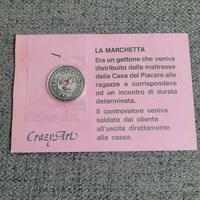 LA MARCHETTA
Era un gettone che veniva
distribuito dalla maitresse
della Casa del Piacere alle
ragazze e corrispondeva
ad un incontro di durata
determinata.
Il controvalore veniva
saldato dal cliente
all'uscita direttamente
alla cassa.
CrazyArt